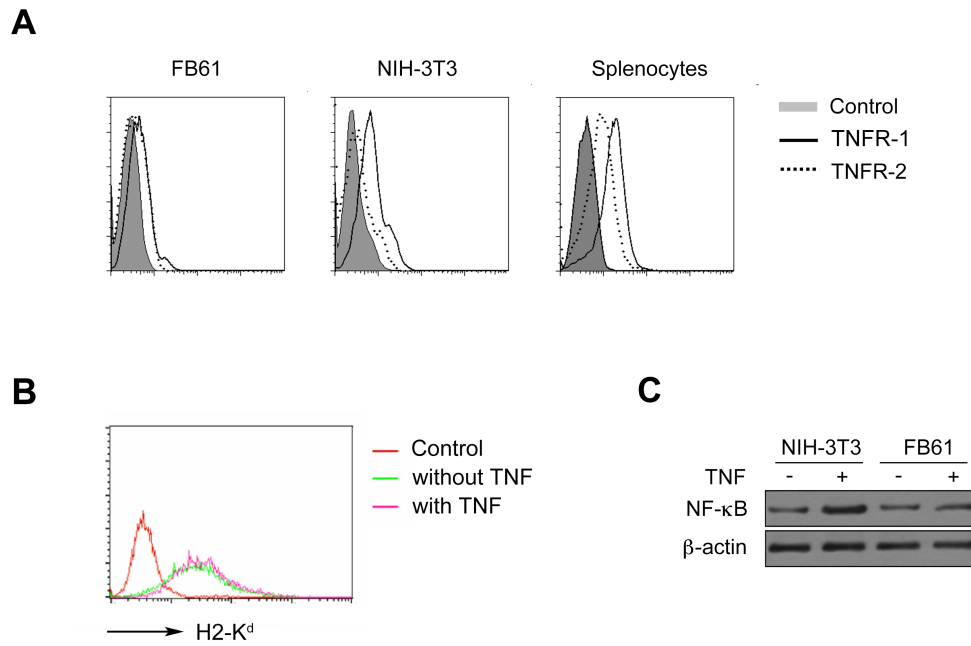 A
FB61 NIH-3T3 Splenocytes
Control
TNFR-1
TNFR-2
B
Control
without TNF
with TNF
H2-Kᵈ
C
NIH-3T3 FB61
TNF - + - +
NF-κB
β-actin